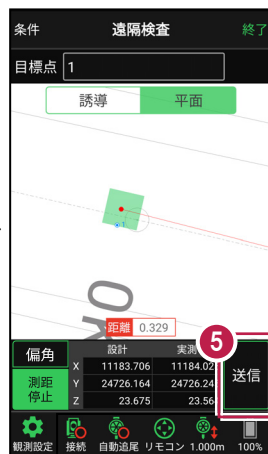 条件 遠隔検査 終了
目標点 1
誘導 平面
1
距離 0.329
5
偏角 設計 実測
測距停止 X 11183.706 11184.02 送信
Y 24726.164 24726.24
Z 23.675 23.56
観測設定 接続 自動追尾 リモコン 1.000m 100%